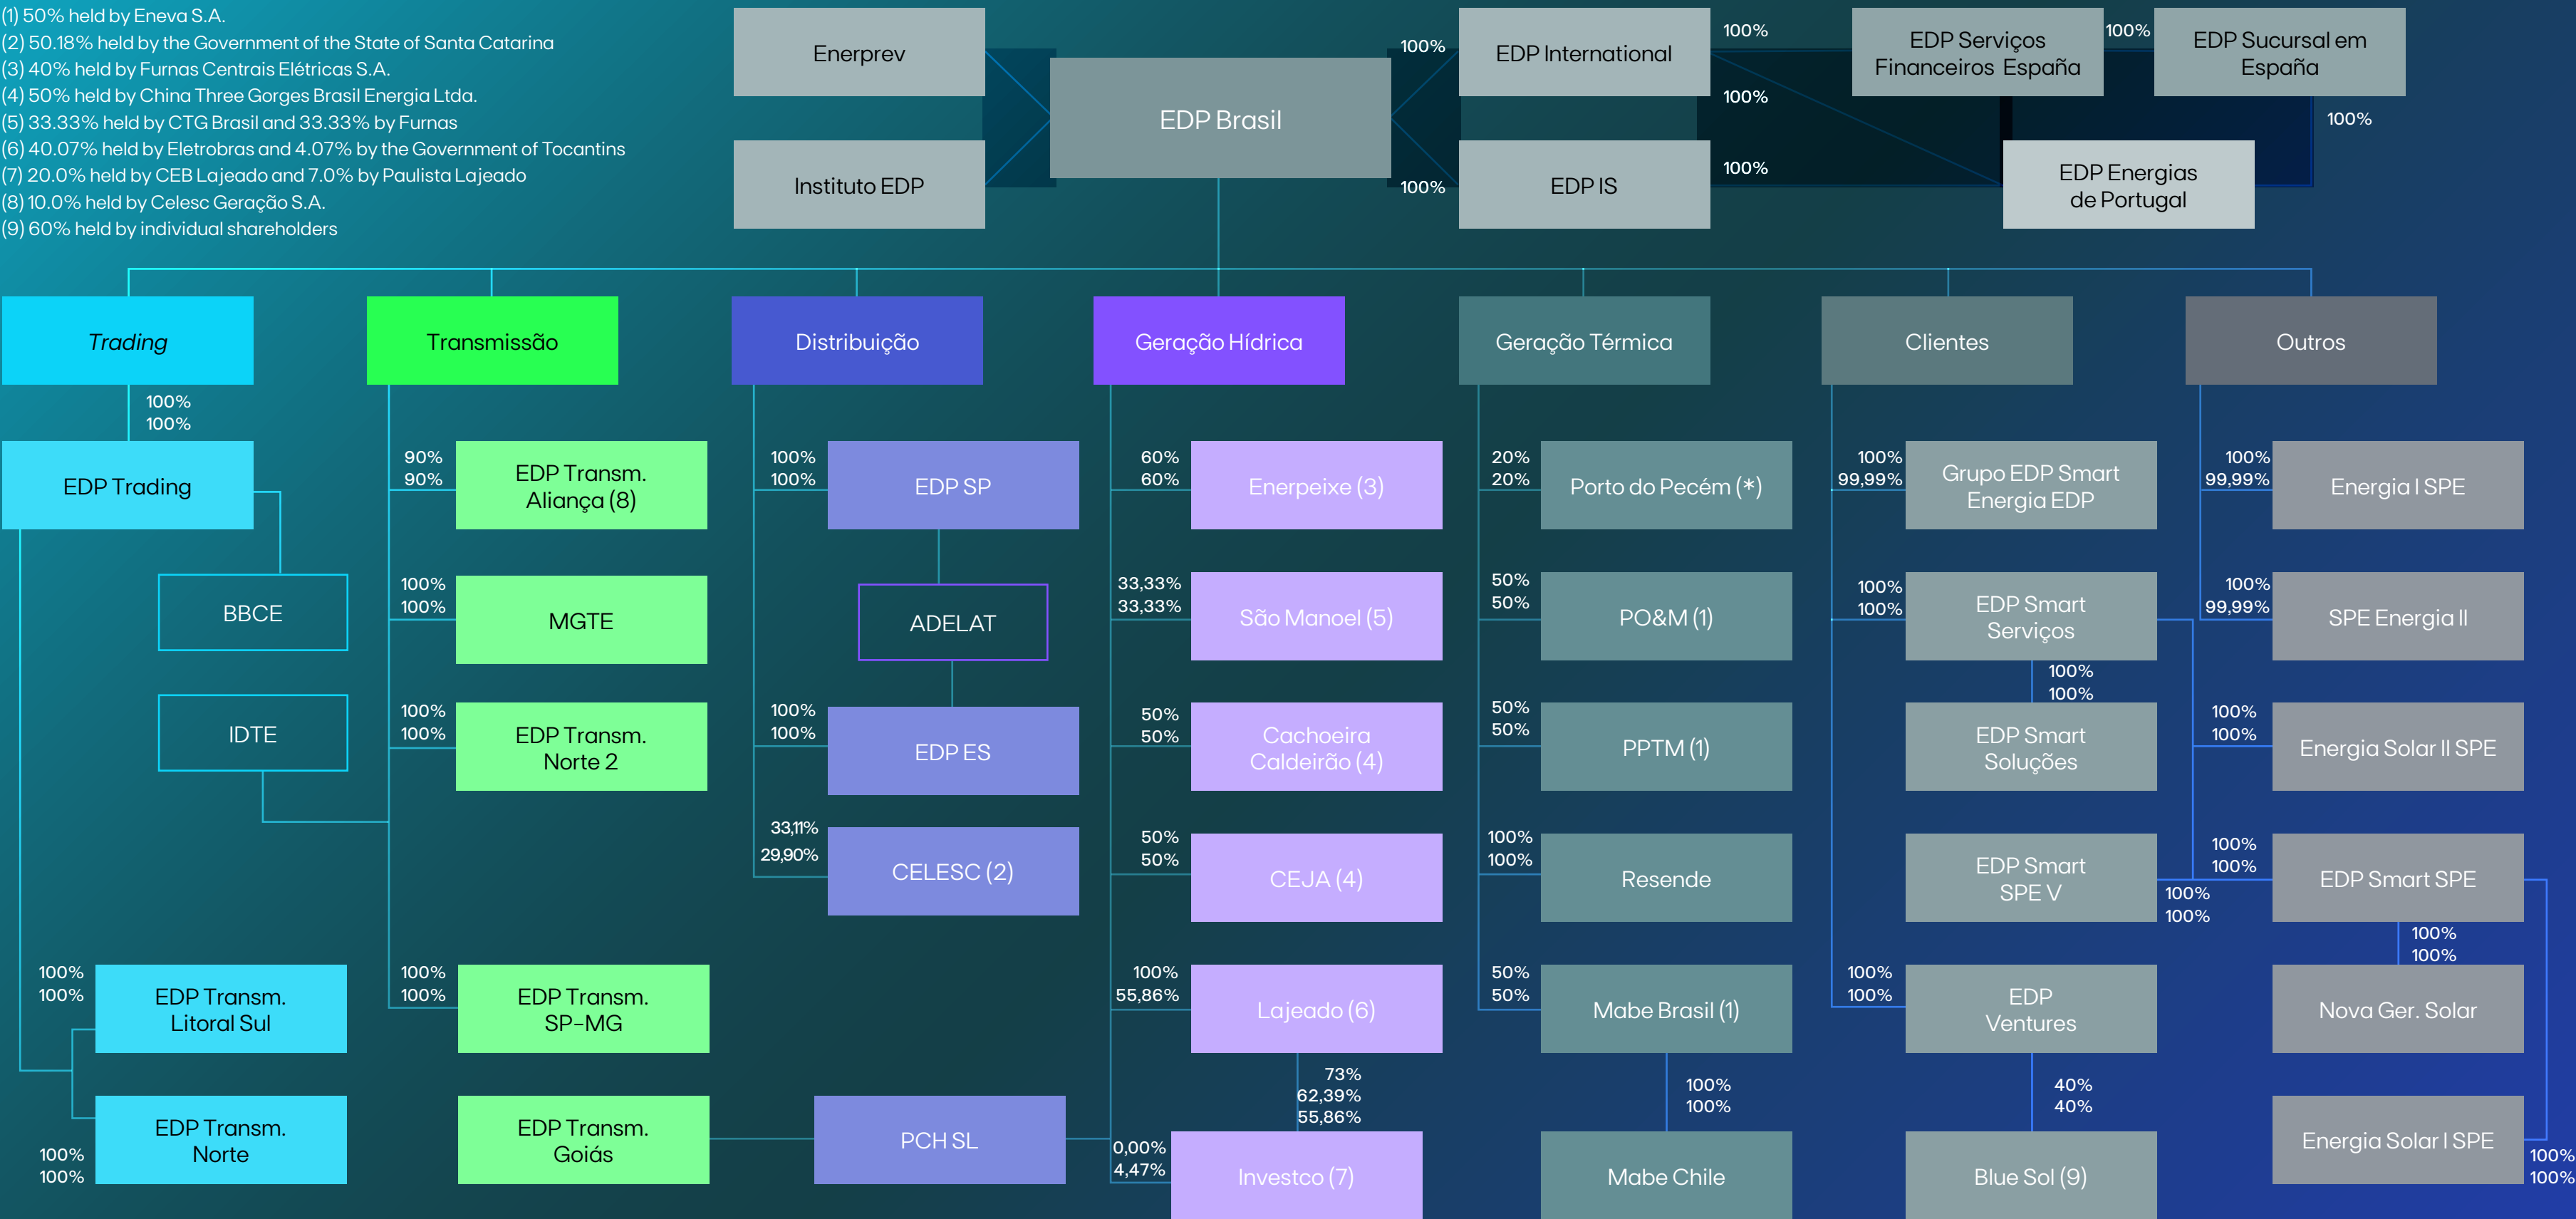 (1) 50% held by Eneva S.A.
(2) 50.18% held by the Government of the State of Santa Catarina
(3) 40% held by Furnas Centrais Elétricas S.A.
(4) 50% held by China Three Gorges Brasil Energia Ltda.
(5) 33.33% held by CTG Brasil and 33.33% by Furnas
(6) 40.07% held by Eletrobras and 4.07% by the Government of Tocantins
(7) 20.0% held by CEB Lajeado and 7.0% by Paulista Lajeado
(8) 10.0% held by Celesc Geração S.A.
(9) 60% held by individual shareholders
Enerprev
Instituto EDP
EDP Brasil
100%
100%
EDP International
EDP IS
100%
100%
100%
EDP Serviços
Financeiros España
100%
EDP Sucursal em
España
100%
EDP Energias
de Portugal
Trading
100%
100%
EDP Trading
BBCE
IDTE
100%
100%
EDP Transm.
Litoral Sul
EDP Transm.
Norte
100%
100%
Transmissão
90%
90%
EDP Transm.
Aliança (8)
100%
100%
MGTE
100%
100%
EDP Transm.
Norte 2
100%
100%
EDP Transm.
SP-MG
EDP Transm.
Goiás
Distribuição
100%
100%
EDP SP
ADELAT
100%
100%
EDP ES
33,11%
29,90%
CELESC (2)
PCH SL
Geração Hídrica
60%
60%
Enerpeixe (3)
33,33%
33,33%
São Manoel (5)
50%
50%
Cachoeira
Caldeirão (4)
50%
50%
CEJA (4)
100%
55,86%
Lajeado (6)
73%
62,39%
55,86%
0,00%
4,47%
Investco (7)
Geração Térmica
20%
20%
Porto do Pecém (*)
50%
50%
PO&M (1)
50%
50%
PPTM (1)
100%
100%
Resende
50%
50%
Mabe Brasil (1)
100%
100%
Mabe Chile
Clientes
100%
99,99%
Grupo EDP Smart
Energia EDP
100%
100%
EDP Smart
Serviços
100%
100%
EDP Smart
Soluções
EDP Smart
SPE V
100%
100%
100%
100%
EDP
Ventures
40%
40%
Blue Sol (9)
Outros
100%
99,99%
Energia I SPE
100%
99,99%
SPE Energia II
100%
100%
Energia Solar II SPE
100%
100%
EDP Smart SPE
100%
100%
Nova Ger. Solar
Energia Solar I SPE
100%
100%